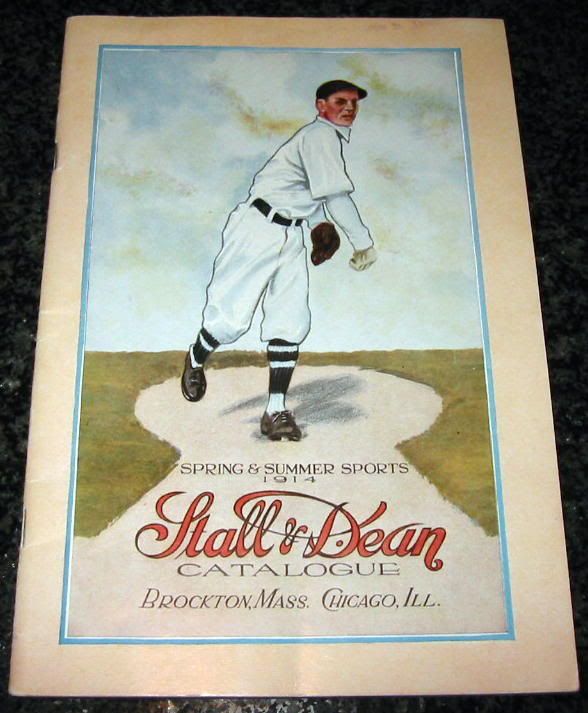 SPRING & SUMMER SPORTS
1914
Stall & Dean
CATALOGUE
BROCKTON, MASS. CHICAGO, ILL.